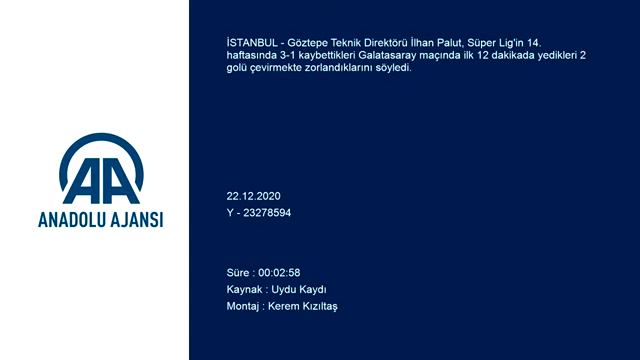 İSTANBUL - Göztepe Teknik Direktörü İlhan Palut, Süper Lig'in 14.
haftasında 3-1 kaybettikleri Galatasaray maçında ilk 12 dakikada yedikleri 2
golü çevirmekte zorlandıklarını söyledi.
AA
ANADOLU AJANSI
22.12.2020
Y - 23278594
Süre : 00:02:58
Kaynak : Uydu Kaydı
Montaj : Kerem Kızıltaş